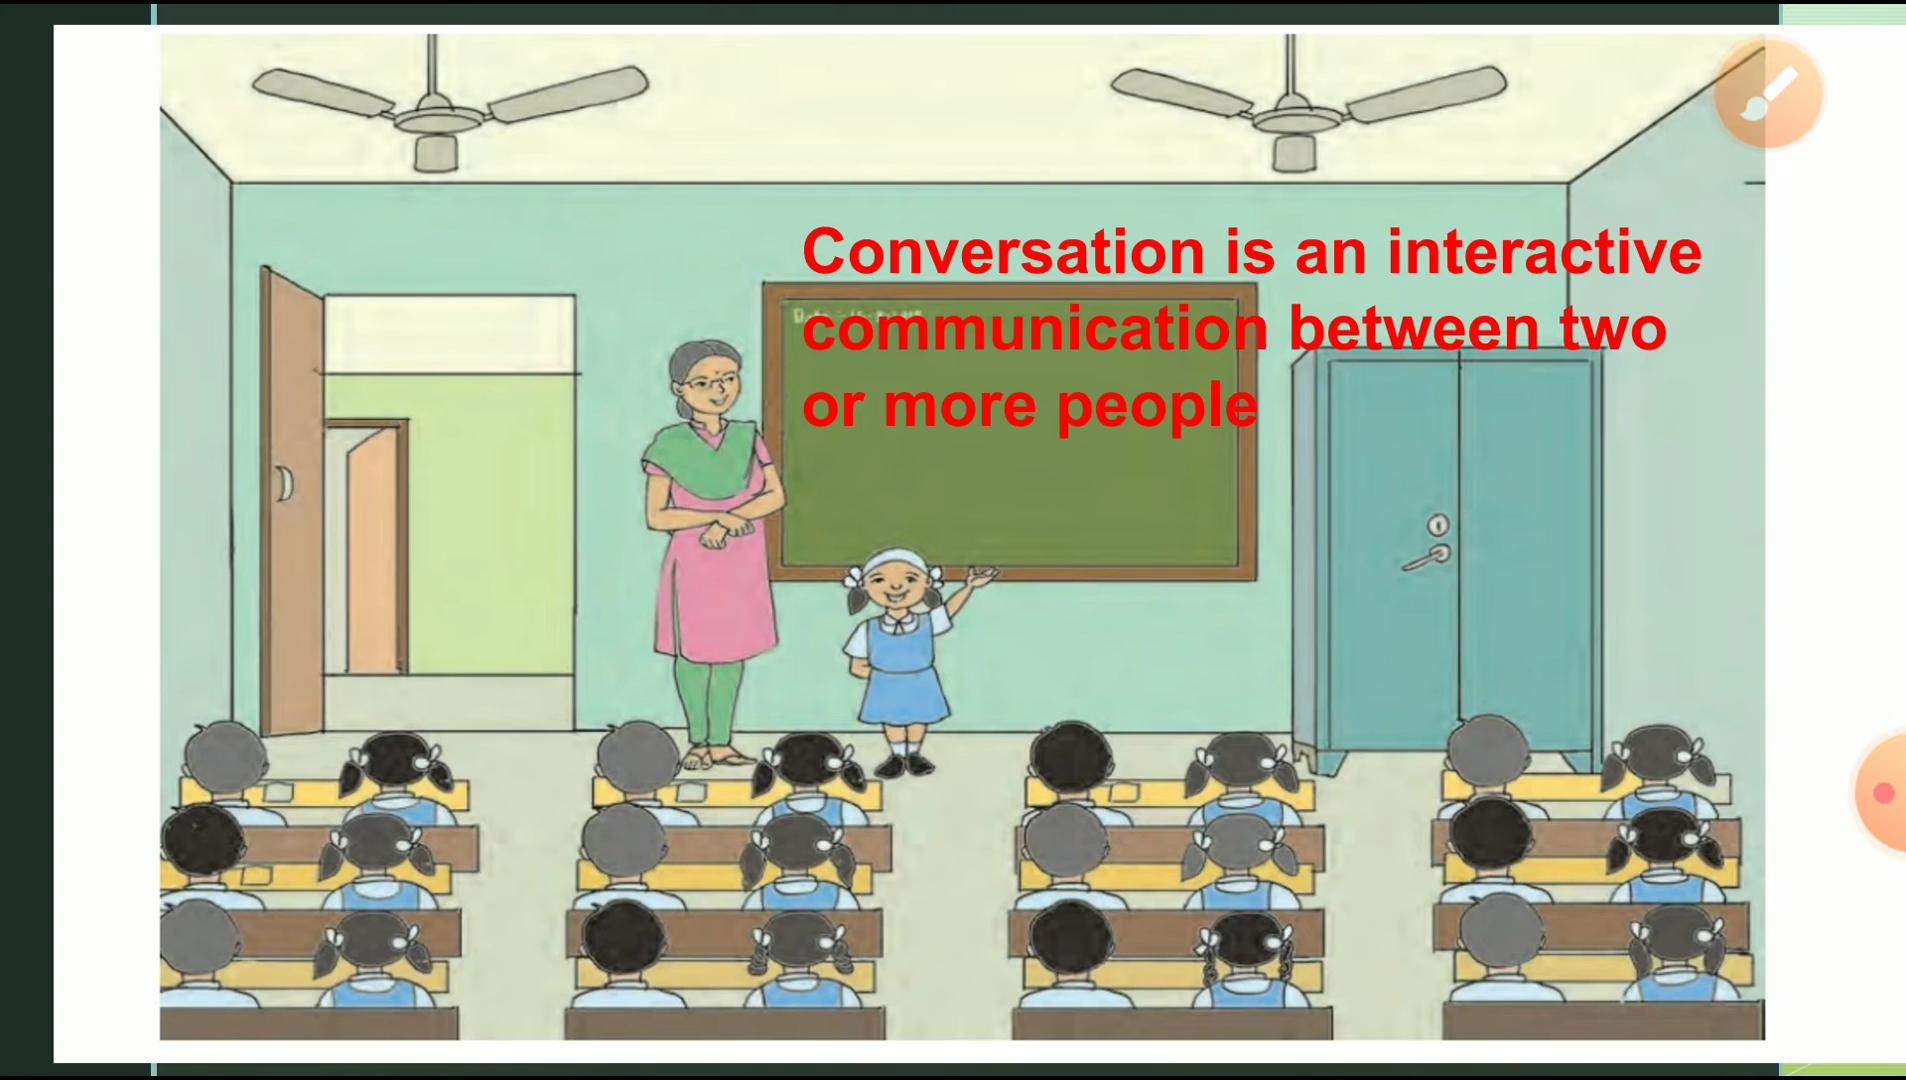 Conversation is an interactive
communication between two
or more people